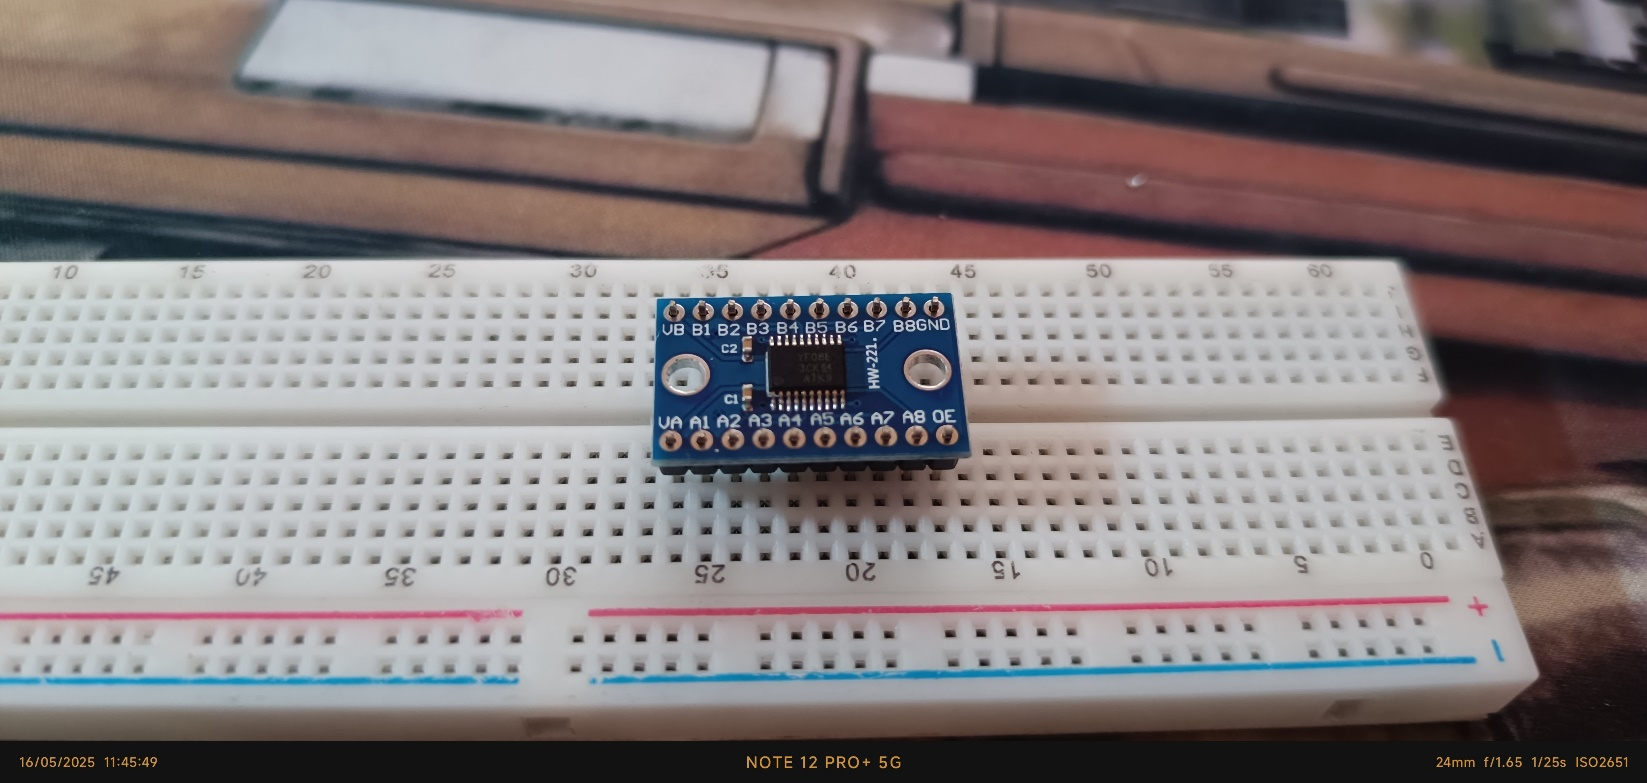 10 15 20 25 30 35 40 45 50 55 60
VB B1 B2 B3 B4 B5 B6 B7 B8 GND
C2
HW-221.
YF08E
C1
VA A1 A2 A3 A4 A5 A6 A7 A8 OE
H
G
F
E
D
C
B
A
45 40 35 30 25 20 15 10 5 0
+
-
16/05/2025 11:45:49
NOTE 12 PRO+ 5G
24mm f/1.65 1/25s ISO2651